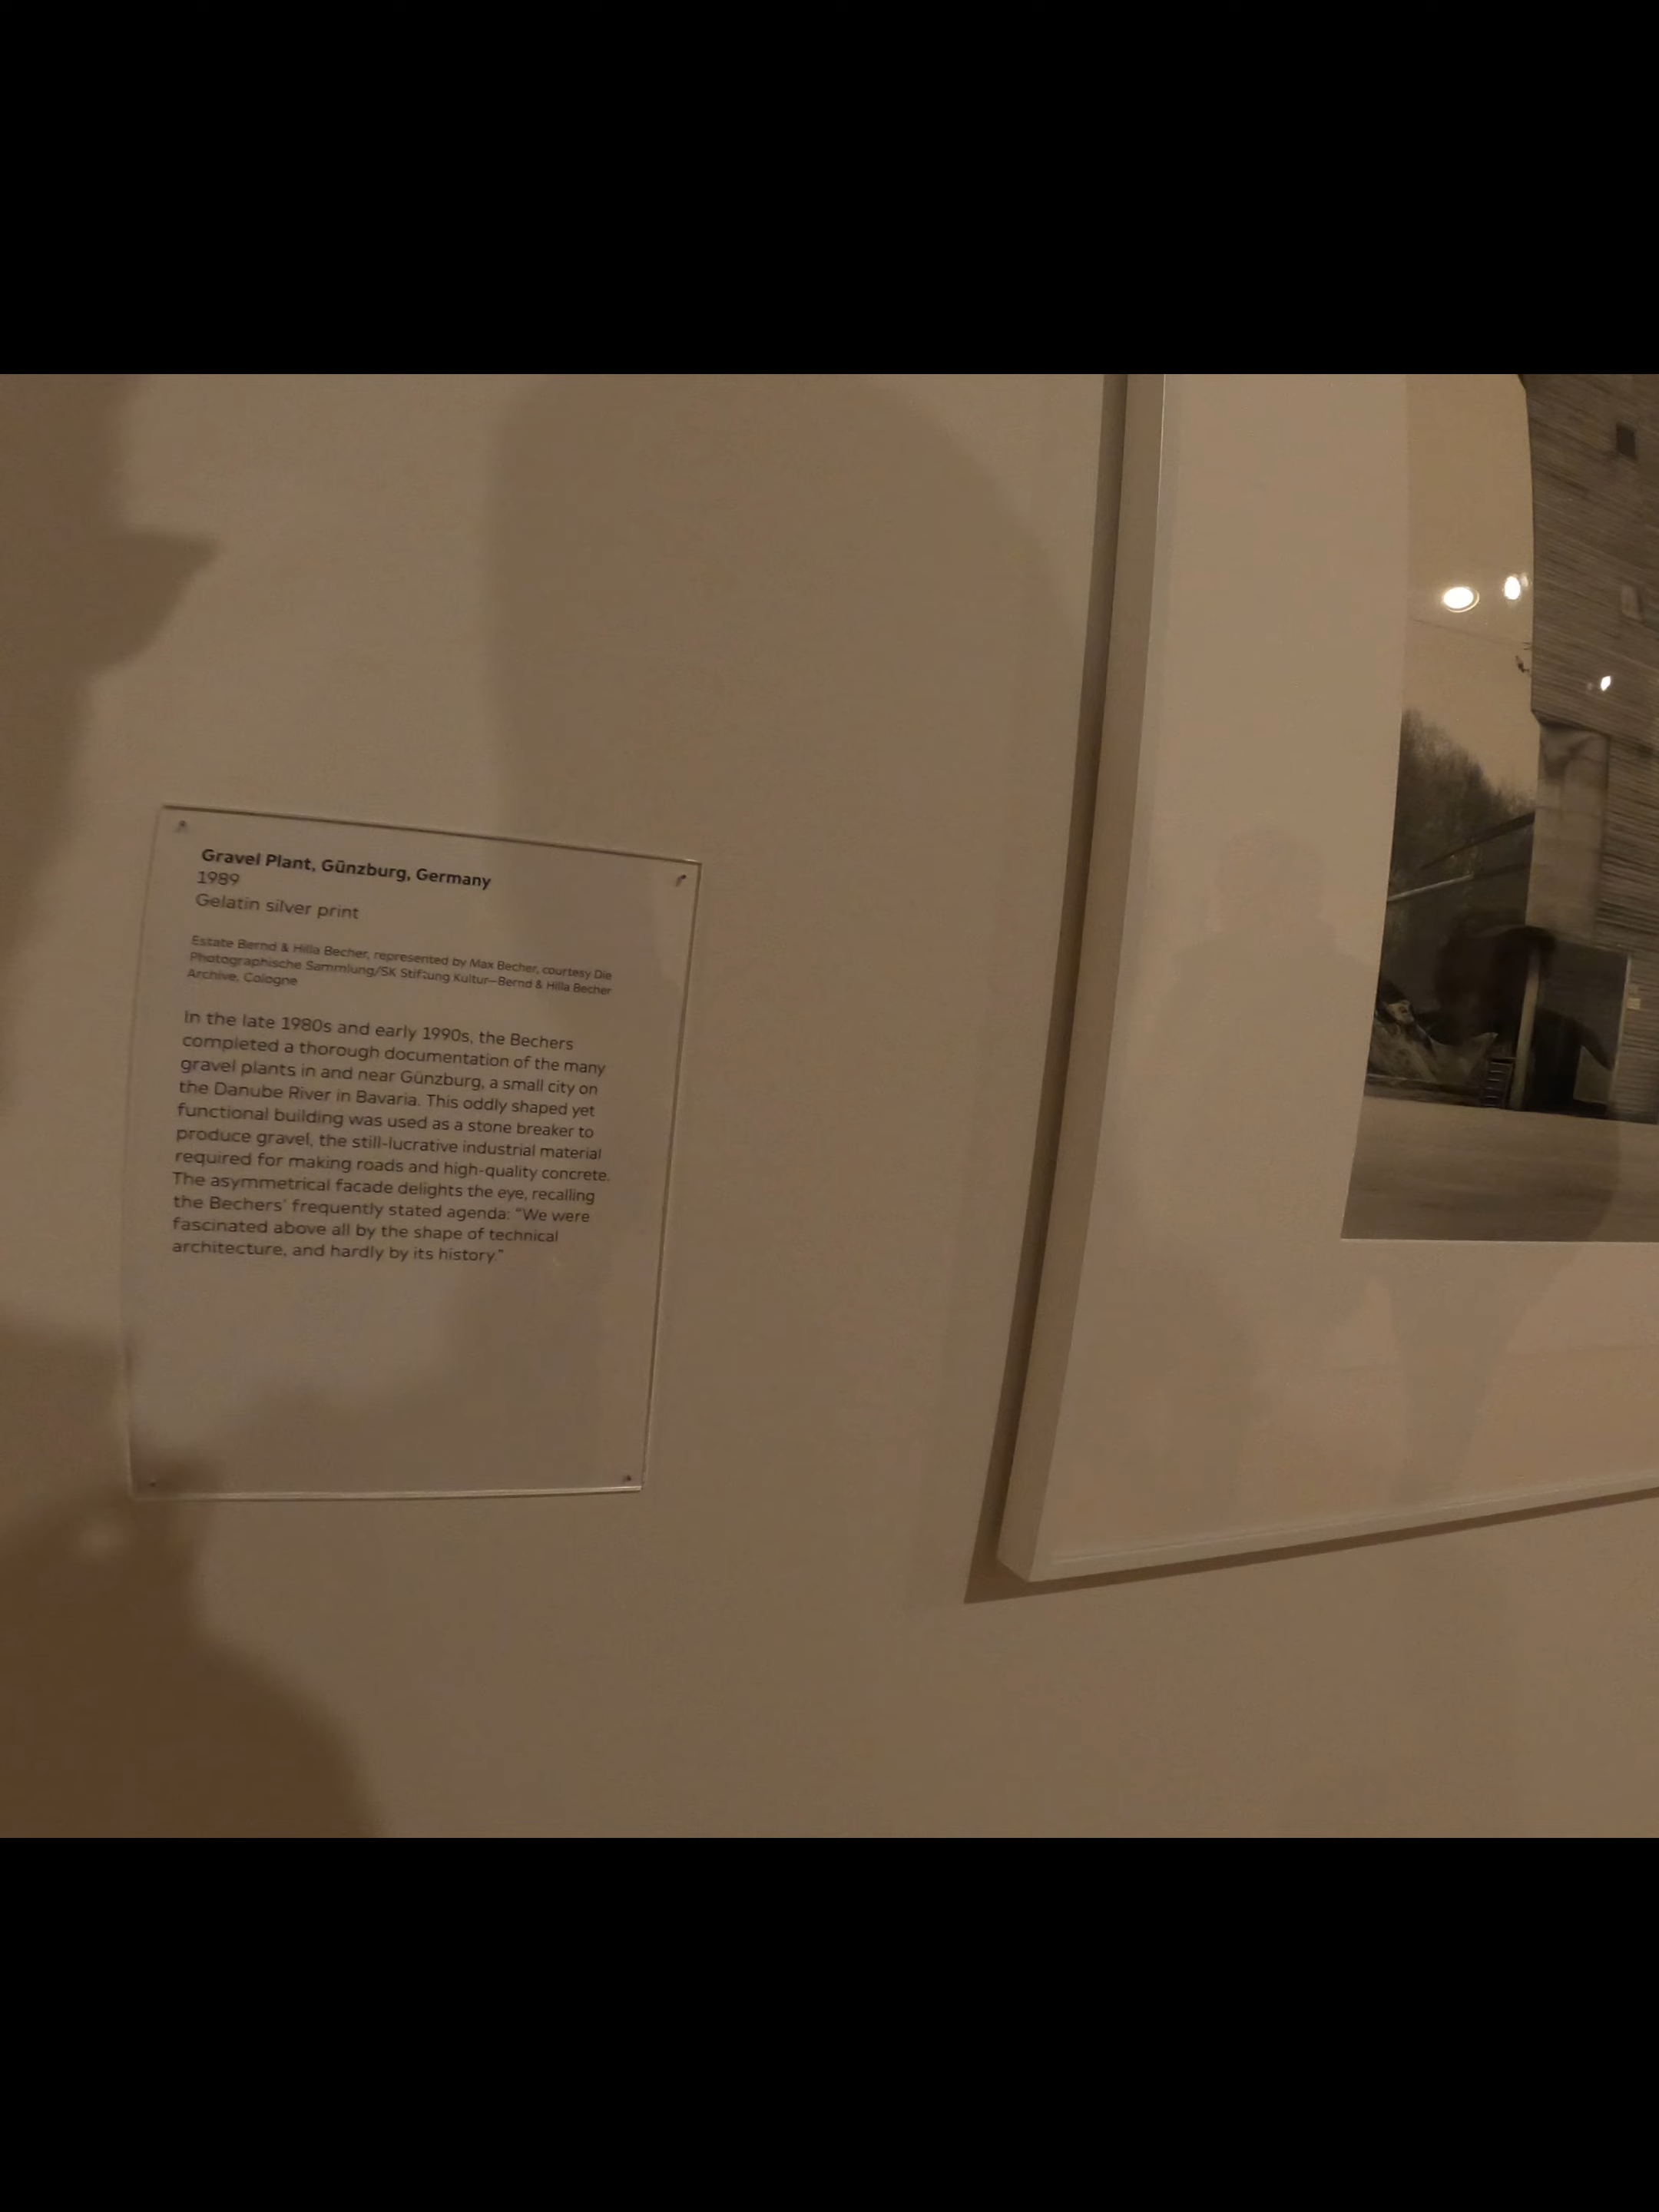 Gravel Plant, Günzburg, Germany
1989
Gelatin silver print
Estate Bernd & Hilla Becher, represented by Max Becher, courtesy Die
Photographische Sammlung/SK Stiftung Kultur—Bernd & Hilla Becher
Archive, Cologne
In the late 1980s and early 1990s, the Bechers
completed a thorough documentation of the many
gravel plants in and near Günzburg, a small city on
the Danube River in Bavaria. This oddly shaped yet
functional building was used as a stone breaker to
produce gravel, the still-lucrative industrial material
required for making roads and high-quality concrete.
The asymmetrical facade delights the eye, recalling
the Bechers' frequently stated agenda: “We were
fascinated above all by the shape of technical
architecture, and hardly by its history.”